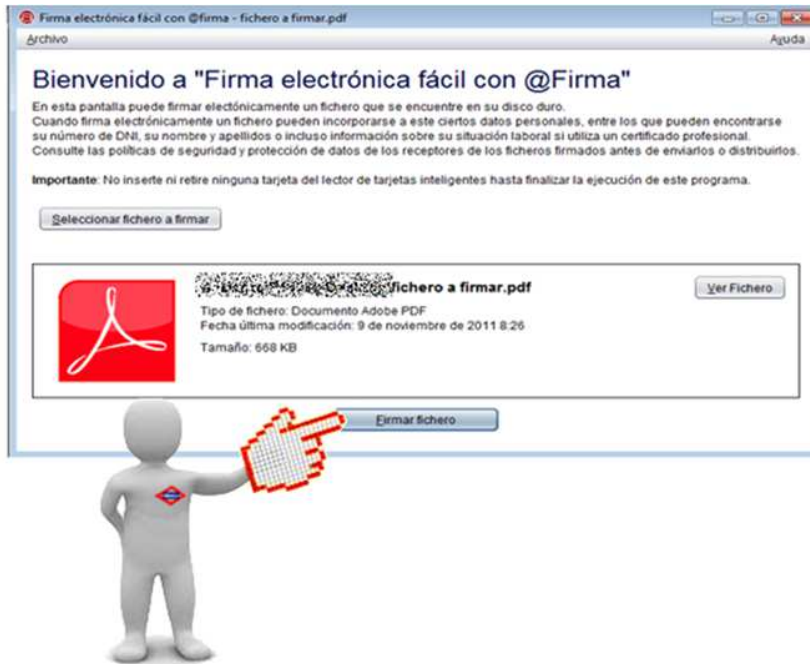 Firma electrónica fácil con @firma - fichero a firmar.pdf
Archivo Ayuda
Bienvenido a "Firma electrónica fácil con @Firma"
En esta pantalla puede firmar electónicamente un fichero que se encuentre en su disco duro.
Cuando firma electrónicamente un fichero pueden incorporarse a este ciertos datos personales, entre los que pueden encontrarse
su número de DNI, su nombre y apellidos o incluso información sobre su situación laboral si utiliza un certificado profesional.
Consulte las políticas de seguridad y protección de datos de los receptores de los ficheros firmados antes de enviarlos o distribuirlos.
Importante: No inserte ni retire ninguna tarjeta del lector de tarjetas inteligentes hasta finalizar la ejecución de este programa.
Seleccionar fichero a firmar
/fichero a firmar.pdf
Ver Fichero
Tipo de fichero: Documento Adobe PDF
Fecha última modificación: 9 de noviembre de 2011 8:26
Tamaño: 668 KB
Firmar fichero